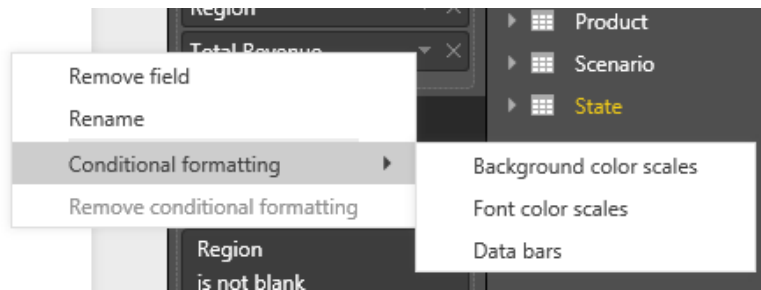 Region
Product
Total Revenue
Scenario
Remove field
State
Rename
Conditional formatting
Background color scales
Remove conditional formatting
Font color scales
Data bars
Region
is not blank